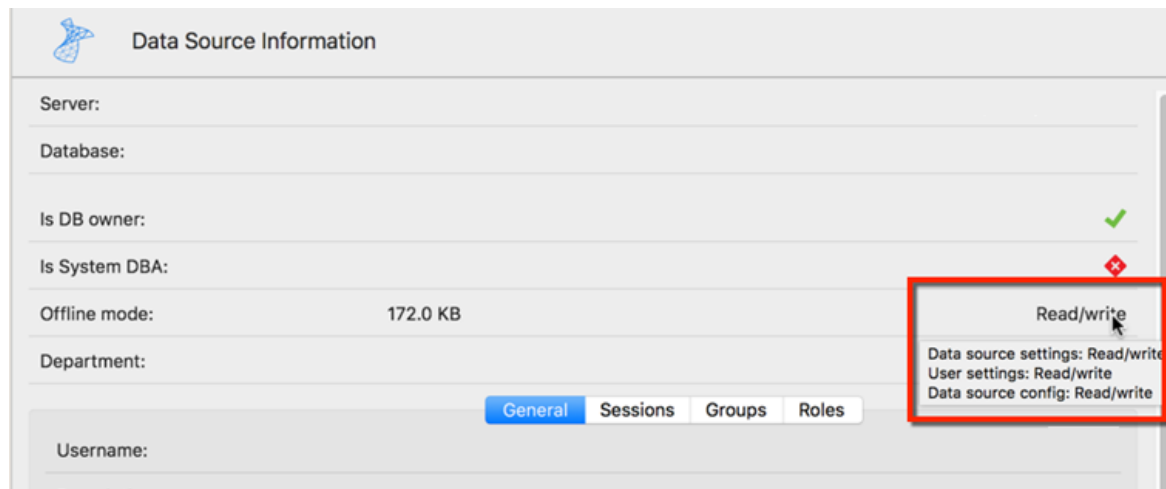 Data Source Information
Server:
Database:
Is DB owner:
Is System DBA:
Offline mode: 172.0 KB Read/write
Department:
Data source settings: Read/write
User settings: Read/write
Data source config: Read/write
General Sessions Groups Roles
Username: